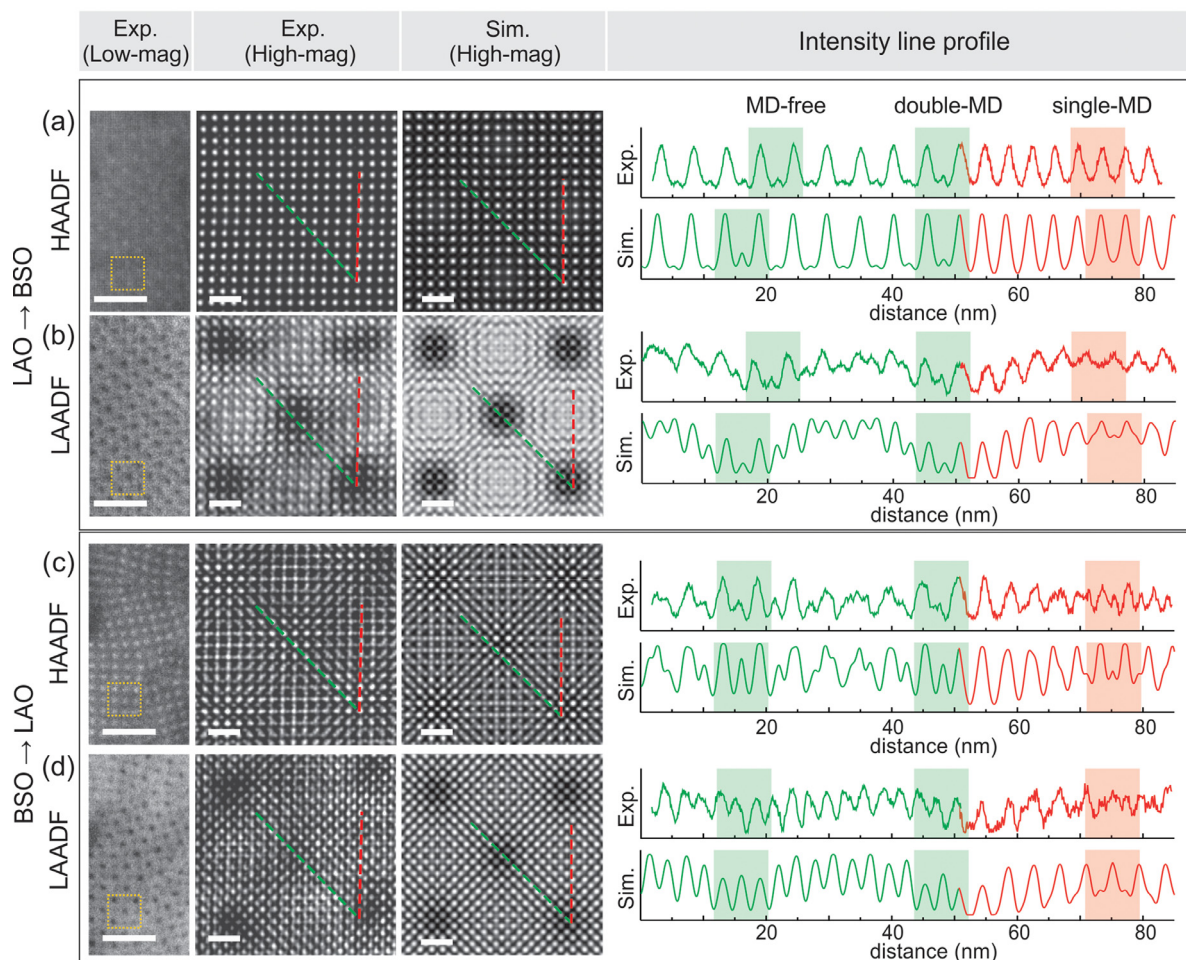 Exp.
(Low-mag)
Exp.
(High-mag)
Sim.
(High-mag)
Intensity line profile
LAO → BSO
(a)
HAADF
MD-free
double-MD
single-MD
Exp.
Sim.
20 40 60 80
distance (nm)
(b)
LAADF
Exp.
Sim.
20 40 60 80
distance (nm)
BSO → LAO
(c)
HAADF
Exp.
Sim.
20 40 60 80
distance (nm)
(d)
LAADF
Exp.
Sim.
20 40 60 80
distance (nm)